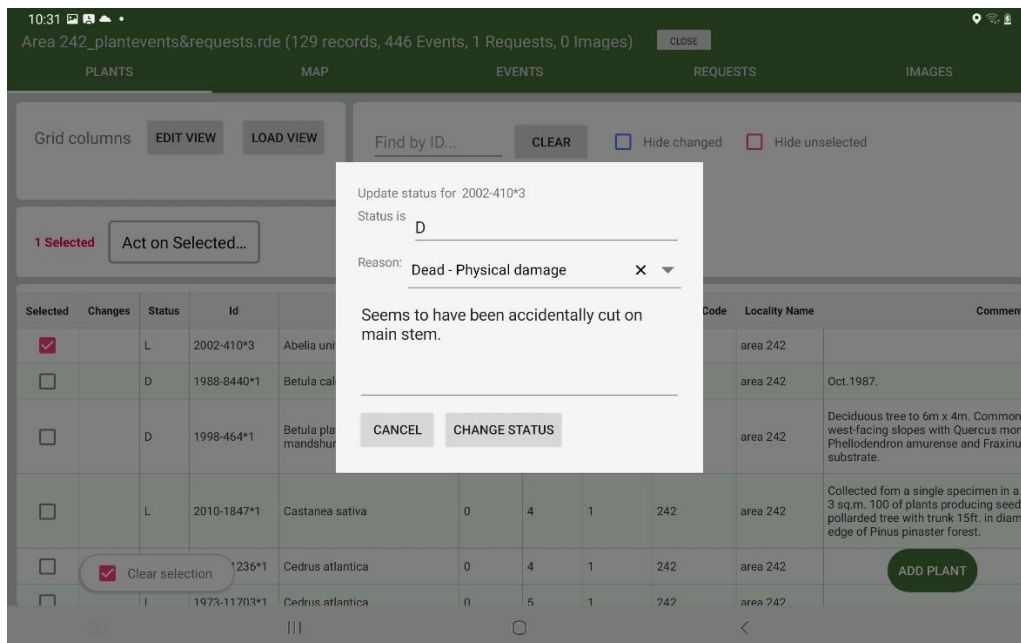 10:31
Area 242_plantevents&requests.rde (129 records, 446 Events, 1 Requests, 0 Images) CLOSE
PLANTS MAP EVENTS REQUESTS IMAGES
Grid columns EDIT VIEW LOAD VIEW Find by ID... CLEAR Hide changed Hide unselected
Update status for 2002-410*3
Status is D
Reason: Dead - Physical damage
Seems to have been accidentally cut on
main stem.
CANCEL CHANGE STATUS
1 Selected Act on Selected...
Selected Changes Status Id Code Locality Name Commen
L 2002-410*3 Abelia uni area 242
D 1988-8440*1 Betula cal area 242 Oct.1987.
D 1998-464*1 Betula pla
mandshur area 242 Deciduous tree to 6m x 4m. Common
west-facing slopes with Quercus mon
Phellodendron amurense and Fraxinu
substrate.
L 2010-1847*1 Castanea sativa 0 4 1 242 area 242 Collected fom a single specimen in a
3 sq.m. 100 of plants producing seed
pollarded tree with trunk 15ft. in diam
edge of Pinus pinaster forest.
1236*1 Cedrus atlantica 0 4 1 242 area 242
Clear selection ADD PLANT
L 1973-11703*1 Cedrus atlantica 0 5 1 242 area 242